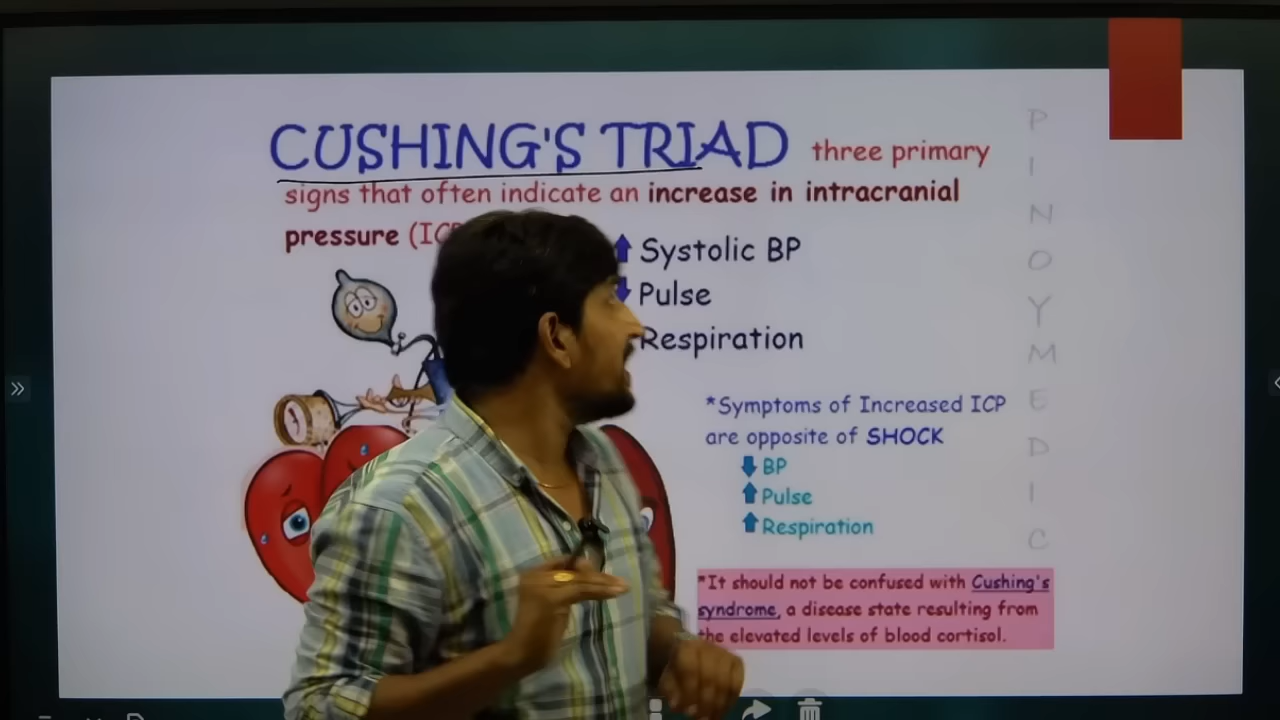 CUSHING'S TRIAD three primary
signs that often indicate an increase in intracranial
pressure (IC
Systolic BP
Pulse
Respiration
*Symptoms of Increased ICP
are opposite of SHOCK
BP
Pulse
Respiration
*It should not be confused with Cushing's
syndrome, a disease state resulting from
the elevated levels of blood cortisol.
PINOYMEDIC